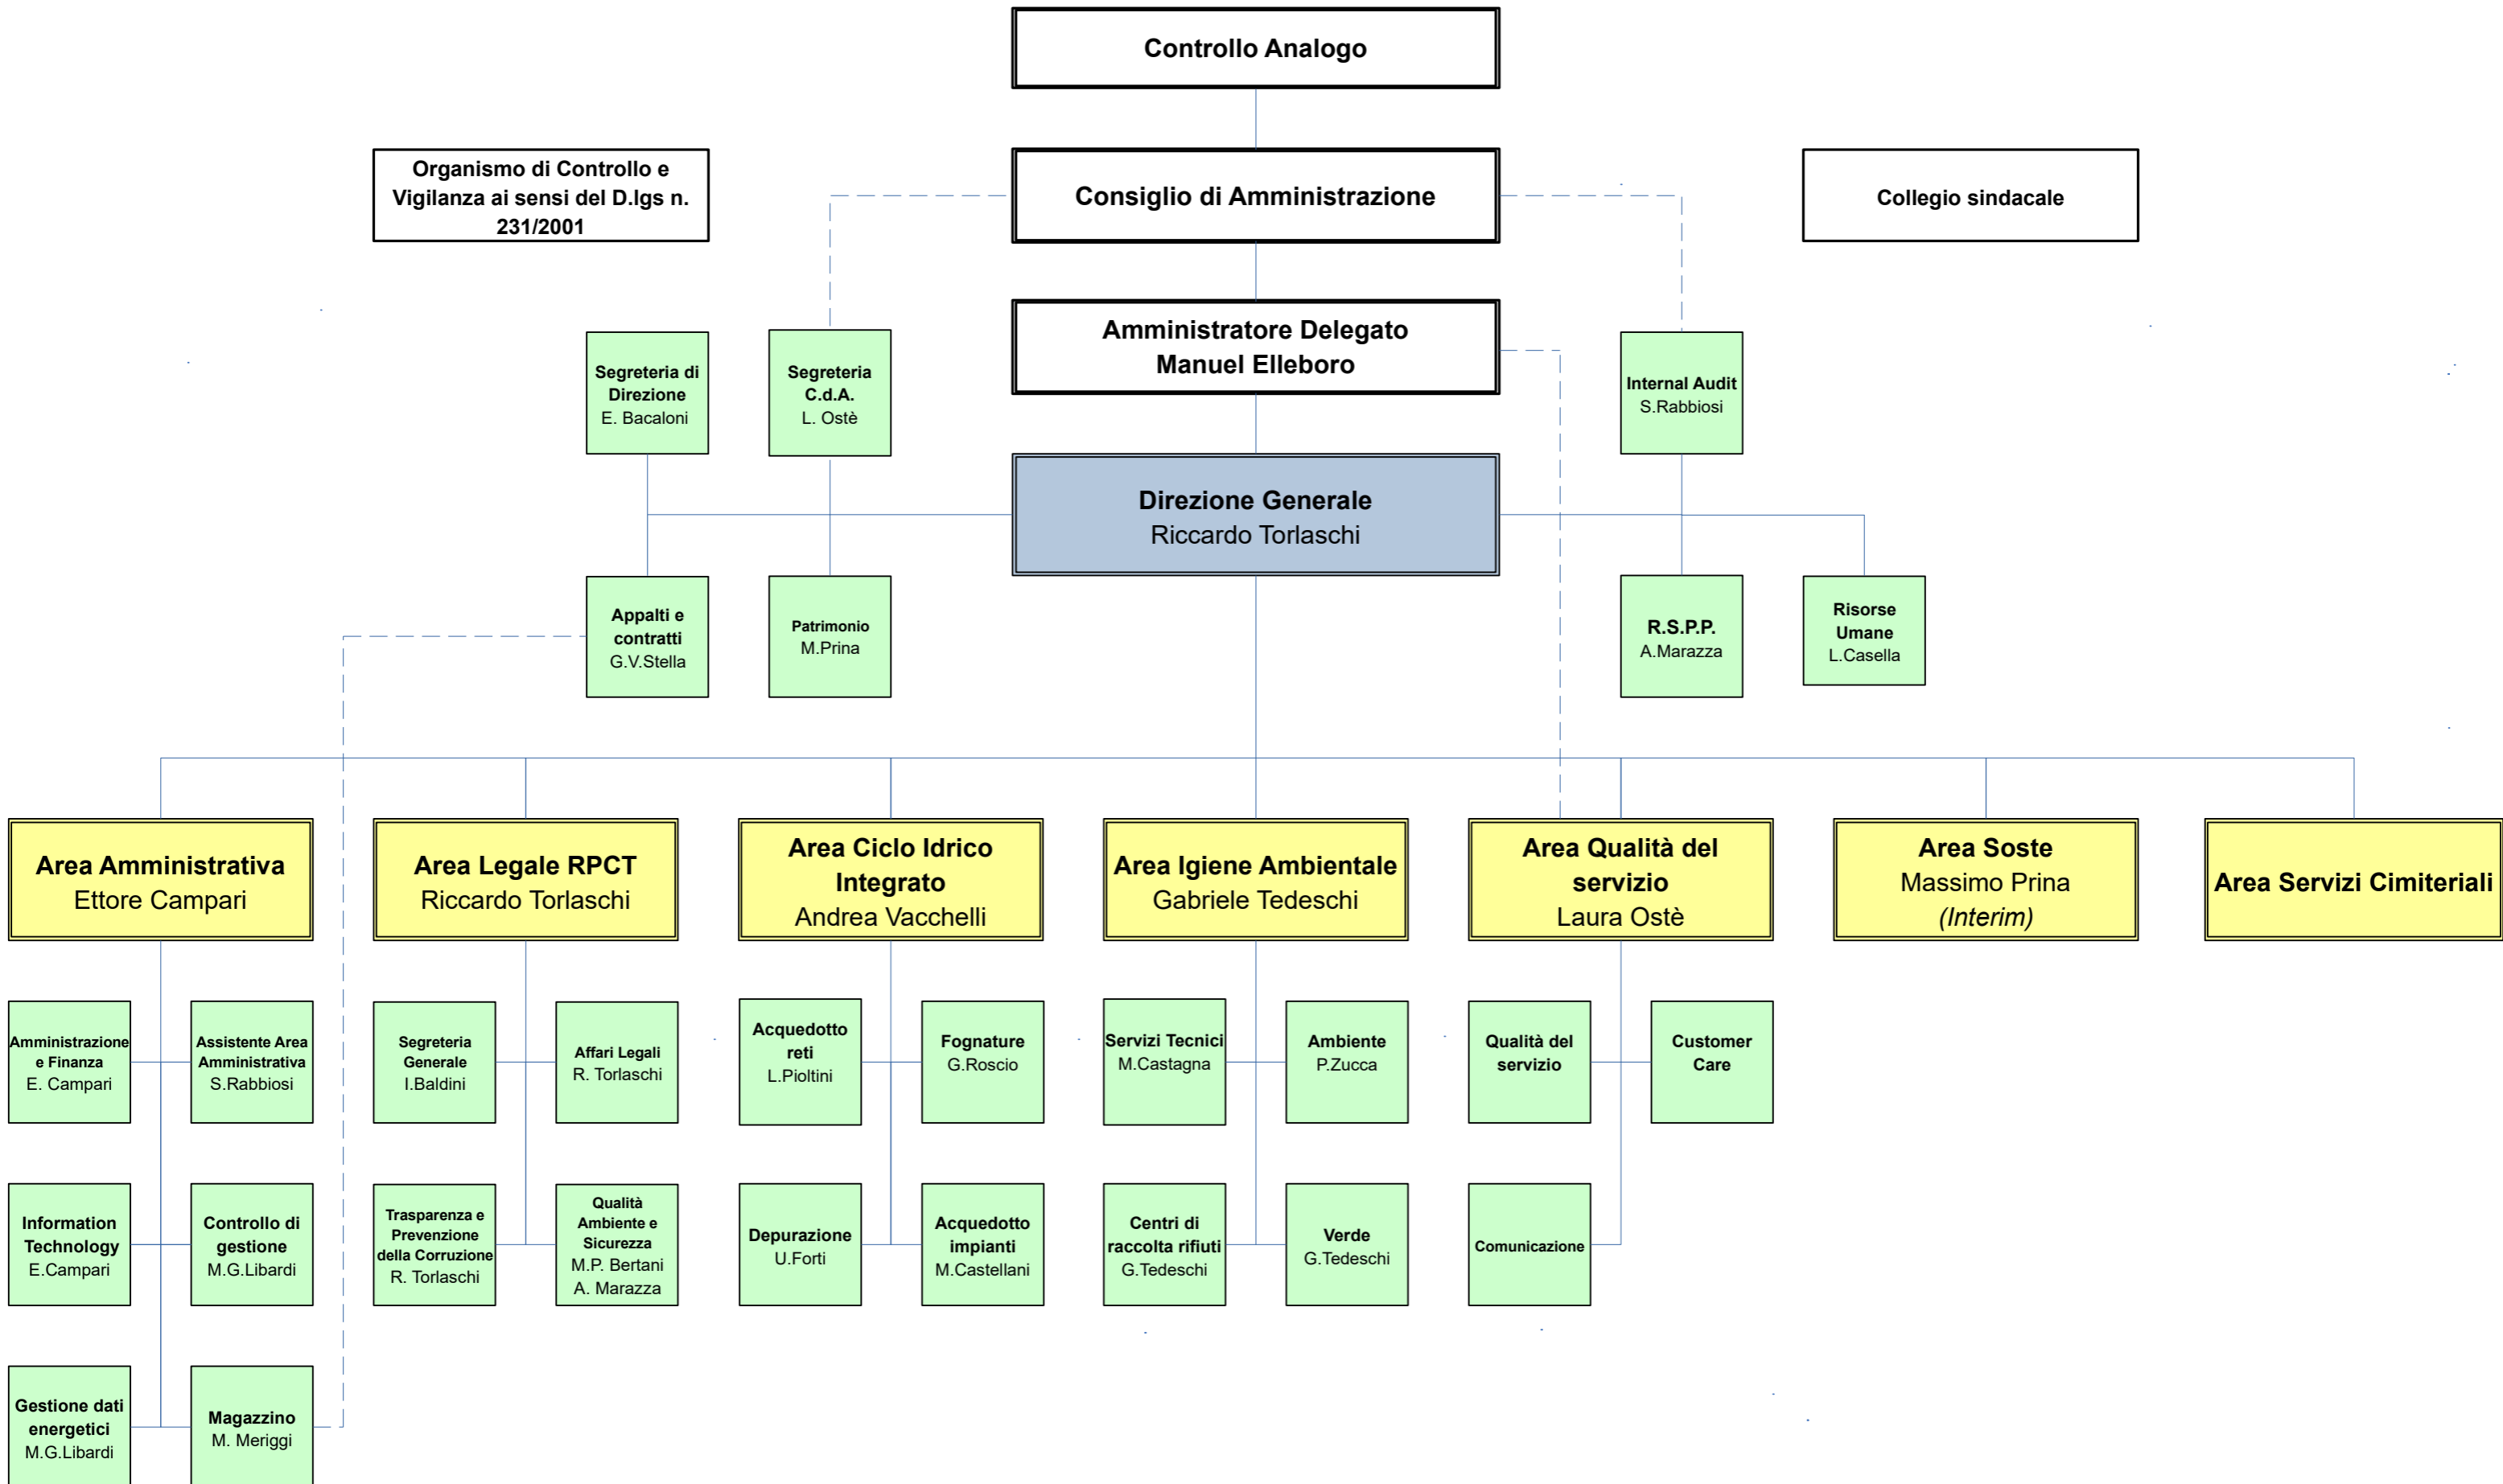 Controllo Analogo
Organismo di Controllo e
Vigilanza ai sensi del D.lgs n.
231/2001
Consiglio di Amministrazione
Collegio sindacale
Amministratore Delegato
Manuel Elleboro
Segreteria di
Direzione
E. Bacaloni
Segreteria
C.d.A.
L. Ostè
Internal Audit
S.Rabbiosi
Direzione Generale
Riccardo Torlaschi
Appalti e
contratti
G.V.Stella
Patrimonio
M.Prina
R.S.P.P.
A.Marazza
Risorse
Umane
L.Casella
Area Amministrativa
Ettore Campari
Area Legale RPCT
Riccardo Torlaschi
Area Ciclo Idrico
Integrato
Andrea Vacchelli
Area Igiene Ambientale
Gabriele Tedeschi
Area Qualità del
servizio
Laura Ostè
Area Soste
Massimo Prina
(Interim)
Area Servizi Cimiteriali
Amministrazione
e Finanza
E. Campari
Assistente Area
Amministrativa
S.Rabbiosi
Segreteria
Generale
I.Baldini
Affari Legali
R. Torlaschi
Acquedotto
reti
L.Pioltini
Fognature
G.Roscio
Servizi Tecnici
M.Castagna
Ambiente
P.Zucca
Qualità del
servizio
Customer
Care
Information
Technology
E.Campari
Controllo di
gestione
M.G.Libardi
Trasparenza e
Prevenzione
della Corruzione
R. Torlaschi
Qualità
Ambiente e
Sicurezza
M.P. Bertani
A. Marazza
Depurazione
U.Forti
Acquedotto
impianti
M.Castellani
Centri di
raccolta rifiuti
G.Tedeschi
Verde
G.Tedeschi
Comunicazione
Gestione dati
energetici
M.G.Libardi
Magazzino
M. Meriggi